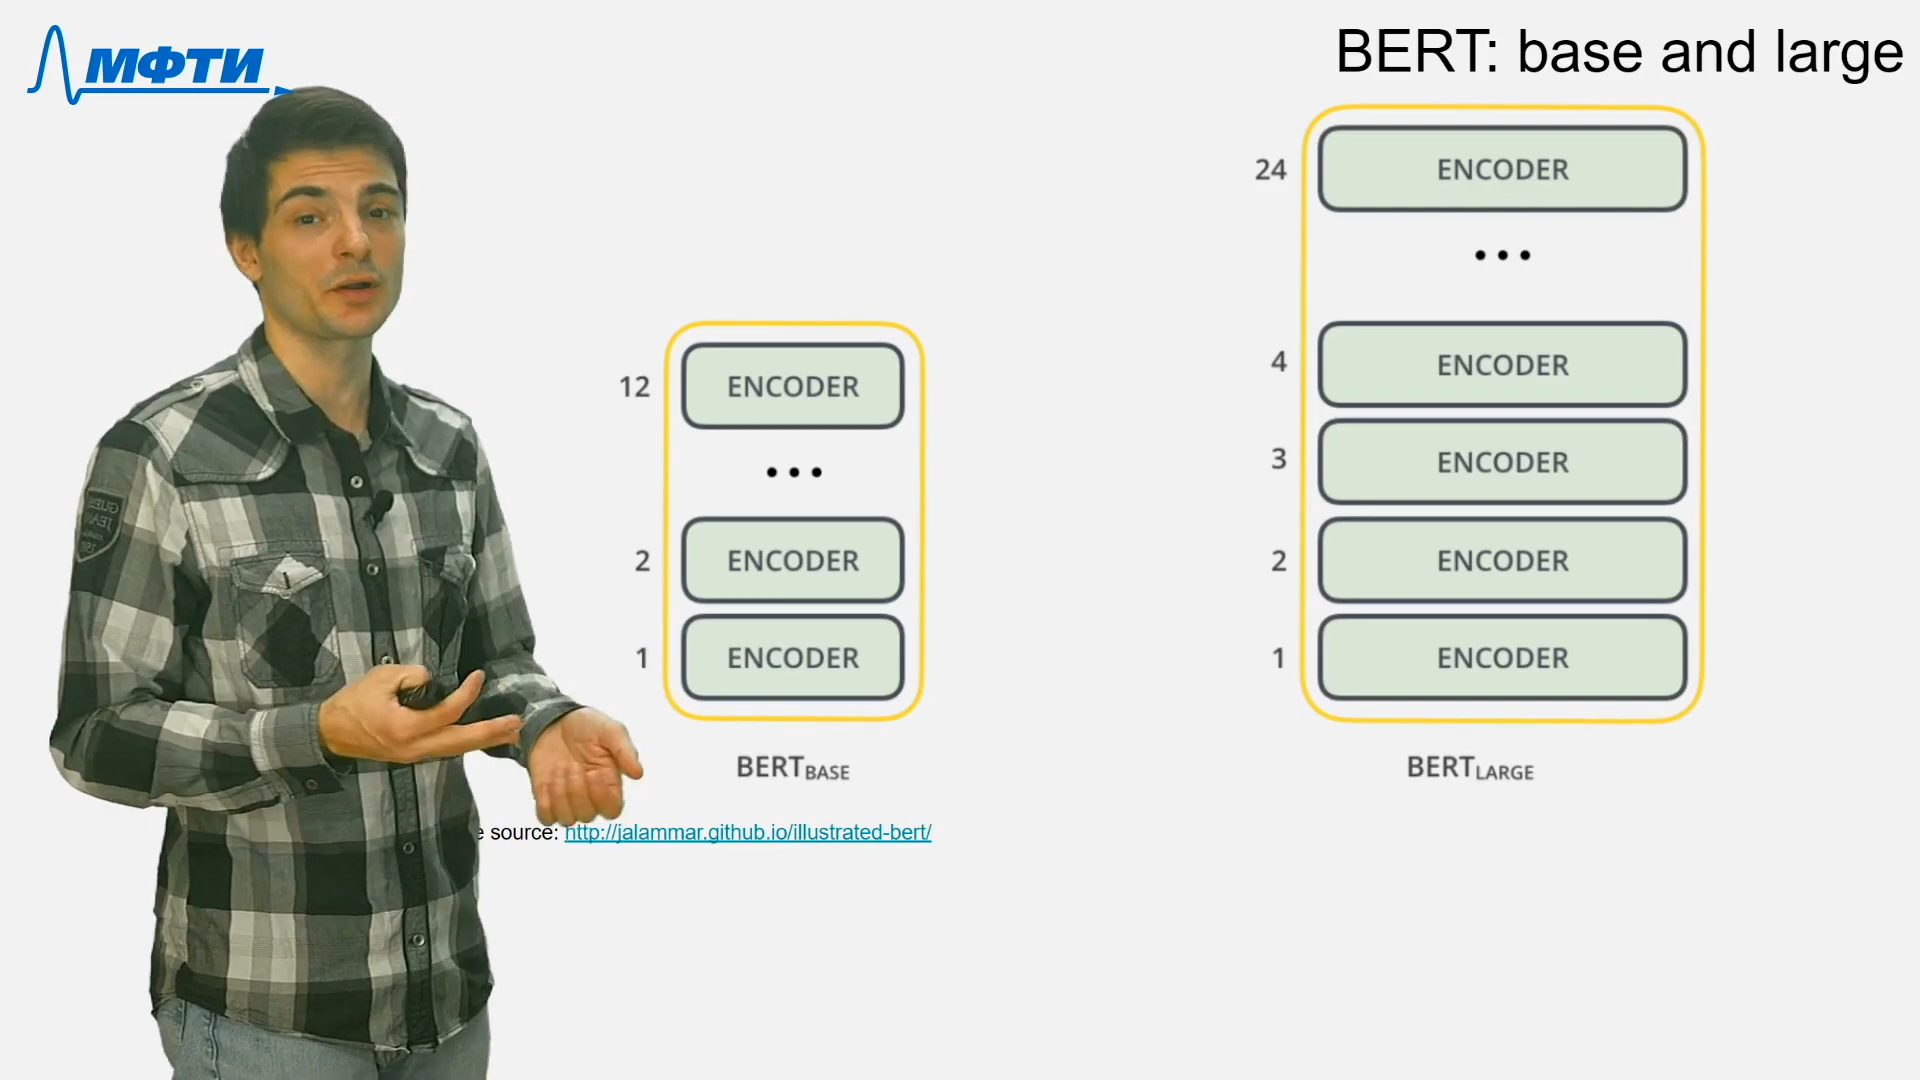 МФТИ
BERT: base and large
12 ENCODER
2 ENCODER
1 ENCODER
BERTBASE
24 ENCODER
4 ENCODER
3 ENCODER
2 ENCODER
1 ENCODER
BERTLARGE
source: http://jalammar.github.io/illustrated-bert/